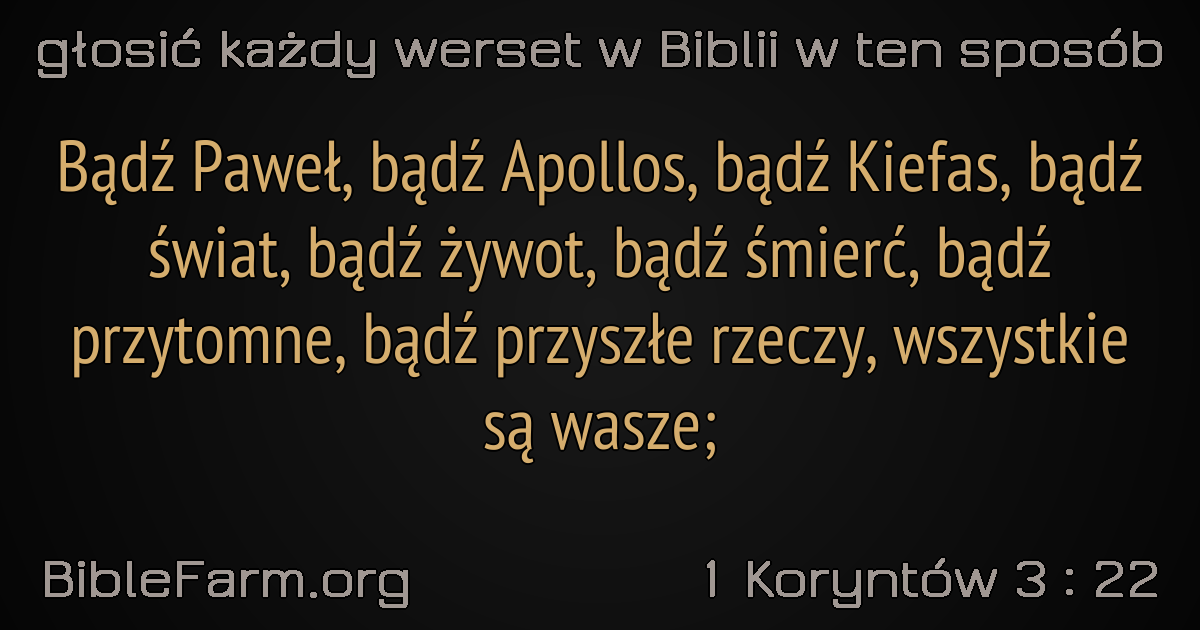 głosić każdy werset w Biblii w ten sposób
Bądź Paweł, bądź Apollos, bądź Kiefas, bądź
świat, bądź żywot, bądź śmierć, bądź
przytomne, bądź przyszłe rzeczy, wszystkie
są wasze;
BibleFarm.org
1 Koryntów 3 : 22